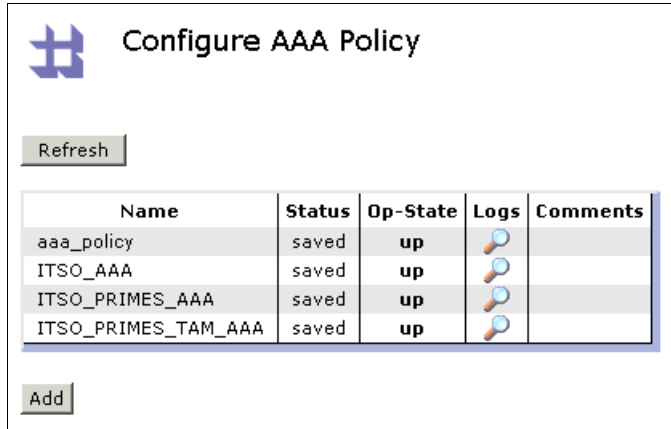 Configure AAA Policy
Refresh
Name Status Op-State Logs Comments
aaa_policy saved up
ITSO_AAA saved up
ITSO_PRIMES_AAA saved up
ITSO_PRIMES_TAM_AAA saved up
Add